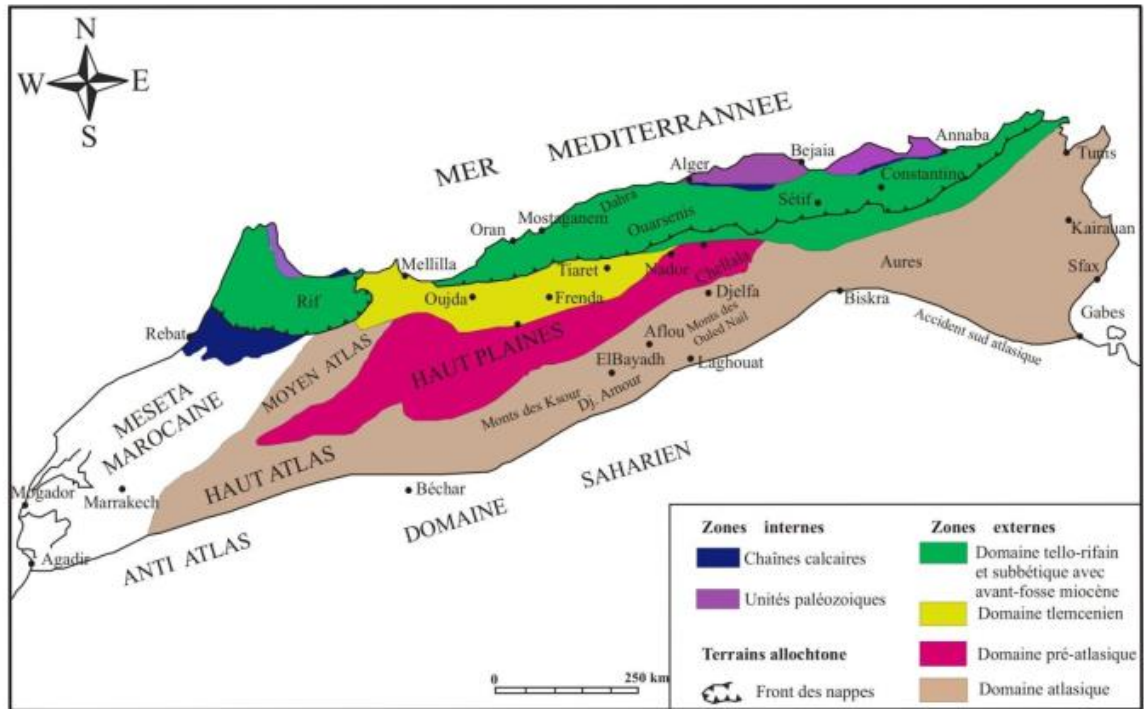 N
W E
S
MER MEDITERRANNEE
Annaba
Tunis
Bejaia
Alger
Constantine
Dahra
Sétif
Mostaganem
Oran
Ouarsenis
Kairauan
Mellilla
Tiaret
Nador
Chellala
Aures
Sfax
Rif
Oujda
Frenda
Djelfa
Biskra
Gabes
Rebat
Accident sud atlasique
Aflou
Monts des
Ouled Nail
HAUT PLAINES
MOYEN ATLAS
ElBayadh
Laghouat
MESETA
MAROCAINE
Monts des Ksour
Dj. Amour
HAUT ATLAS
SAHARIEN
Mogador
Marrakech
Béchar
DOMAINE
Agadir
ANTI ATLAS
Zones internes
Chaînes calcaires
Unités paléozoiques
Terrains allochtone
Front des nappes
Zones externes
Domaine tello-rifain
et subbétique avec
avant-fosse miocène
Domaine tlemcenien
Domaine pré-atlasique
Domaine atlasique
0 250 km